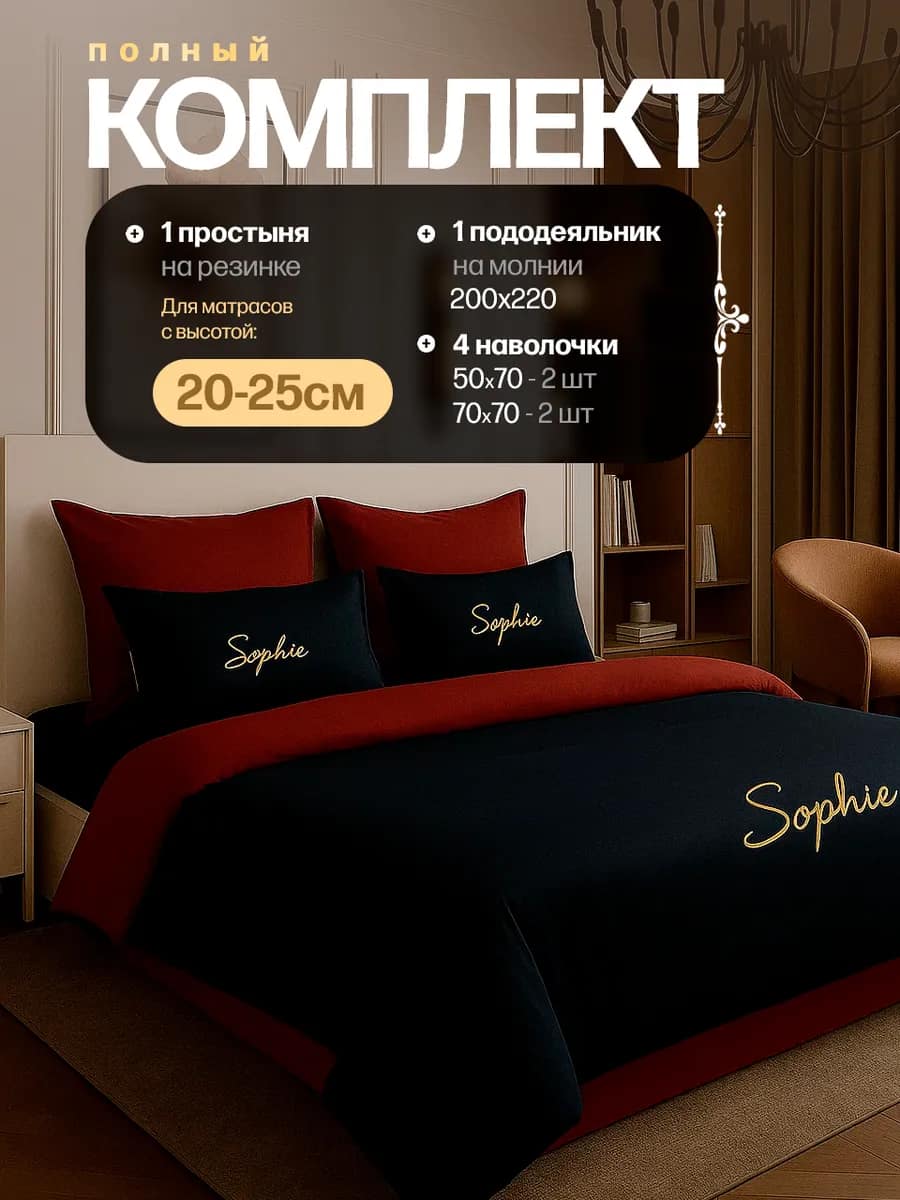 ПОЛНЫЙ
КОМПЛЕКТ
1 простыня
на резинке
Для матрасов
с высотой:
20-25см
1 пододеяльник
на молнии
200х220
4 наволочки
50х70 - 2 шт
70х70 - 2 шт
Sophie
Sophie
Sophie